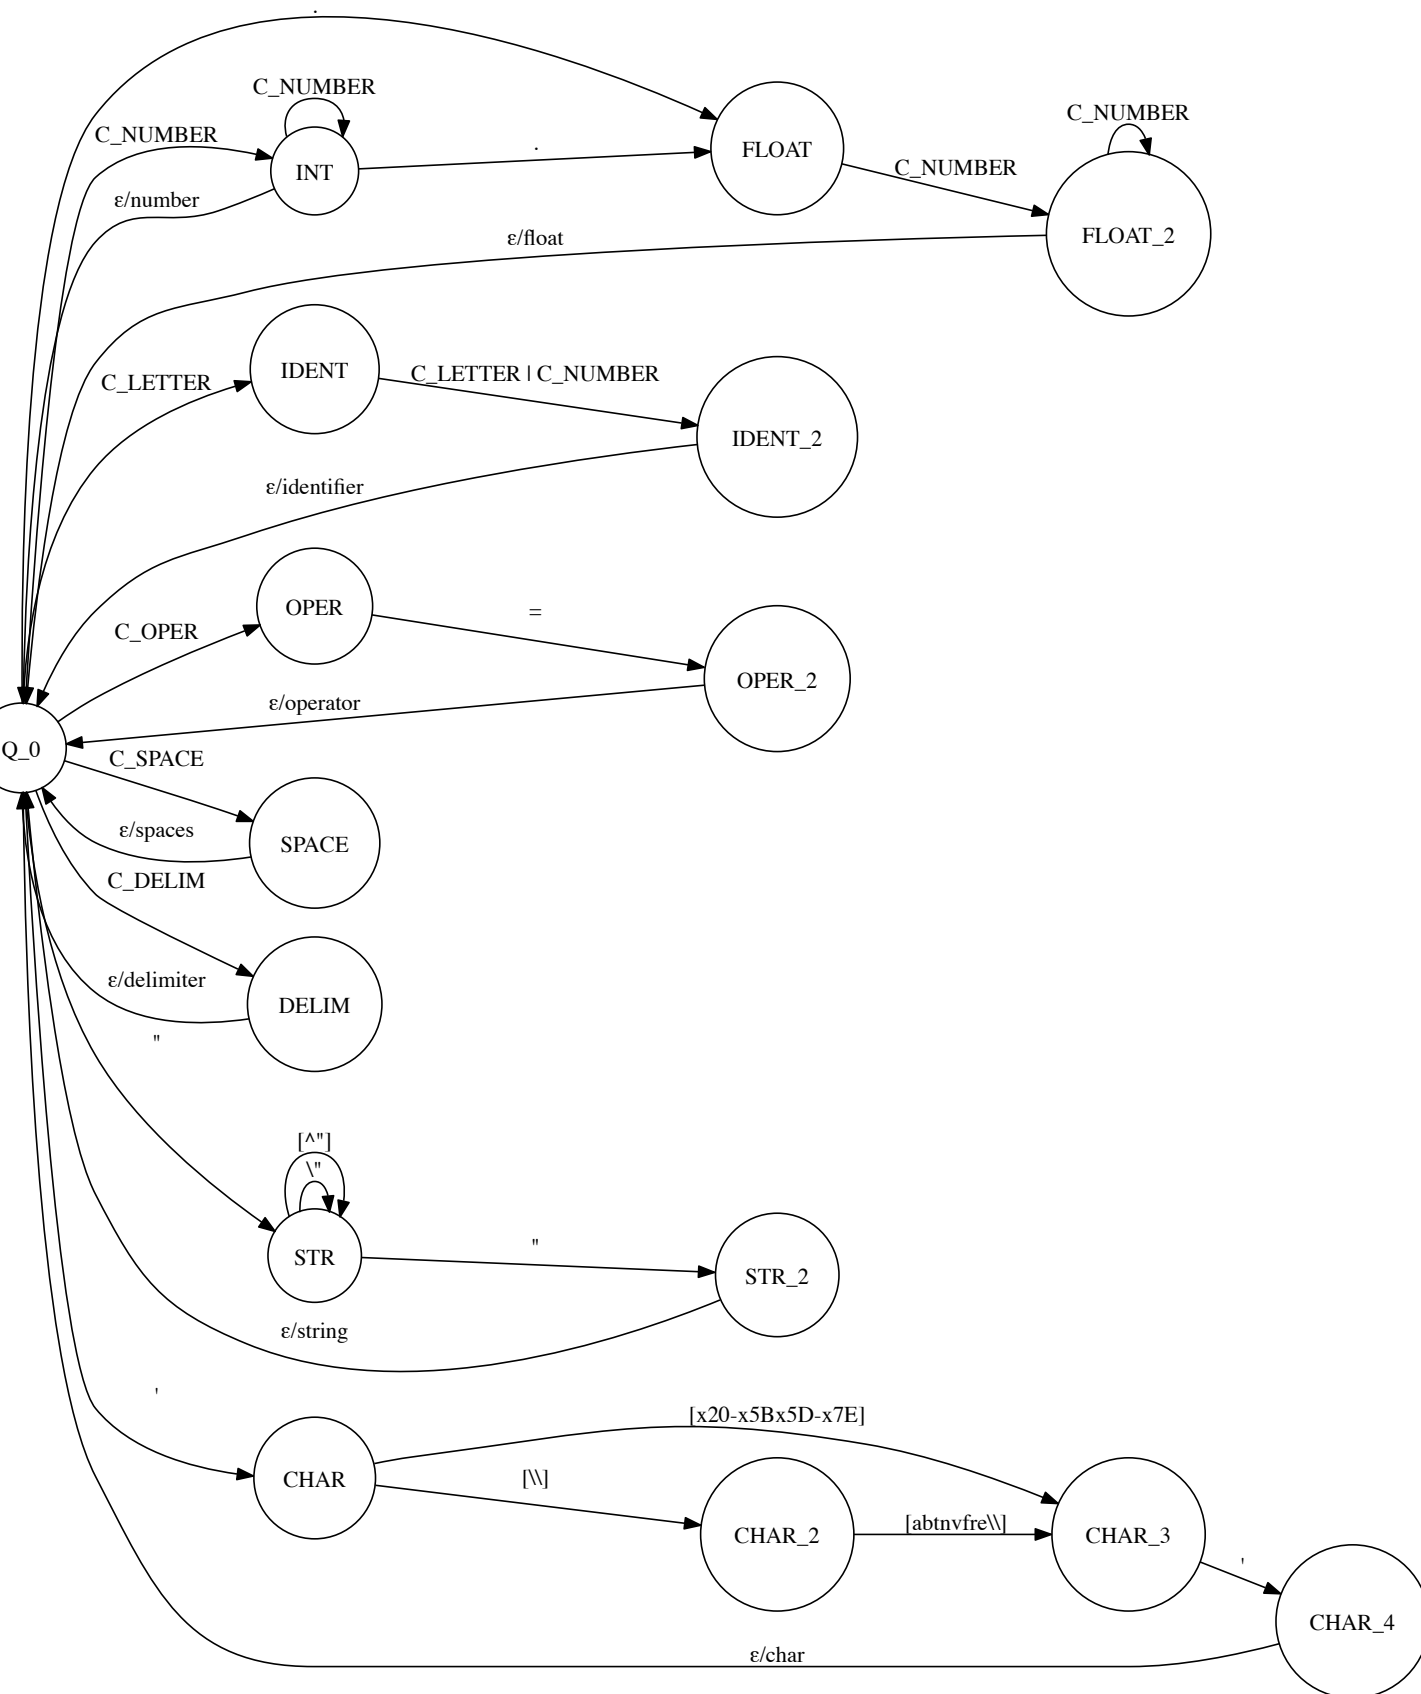 .
C_NUMBER
C_NUMBER
C_NUMBER
INT
.
FLOAT
C_NUMBER
ε/number
FLOAT_2
ε/float
IDENT
C_LETTER
C_LETTER | C_NUMBER
IDENT_2
ε/identifier
OPER
=
C_OPER
OPER_2
ε/operator
Q_0
C_SPACE
ε/spaces
SPACE
C_DELIM
ε/delimiter
DELIM
"
[^"]
\"
STR
"
STR_2
ε/string
'
[x20-x5Bx5D-x7E]
CHAR
[\\]
CHAR_2
[abtnvfre\\]
CHAR_3
'
CHAR_4
ε/char